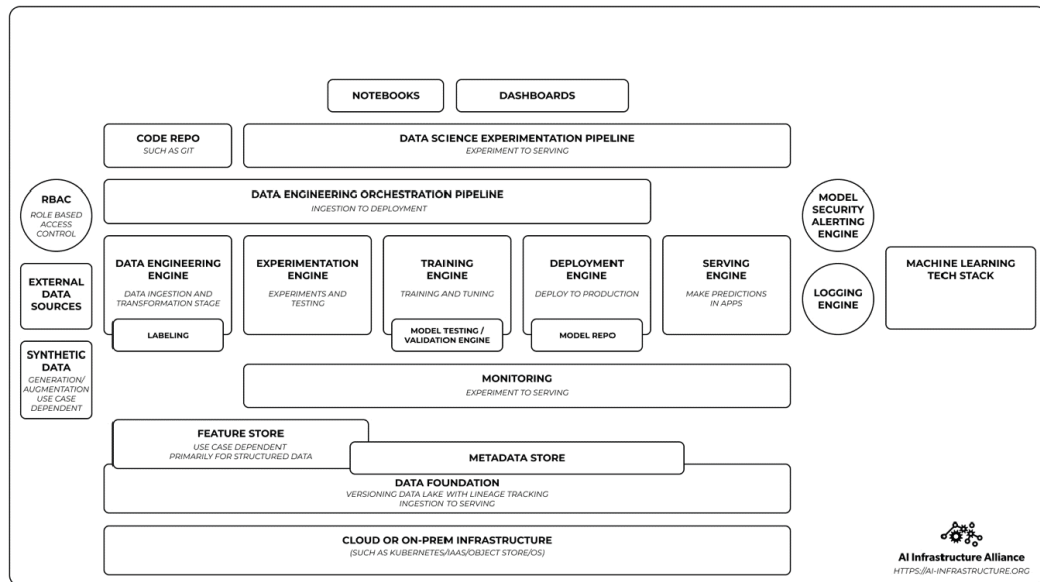 NOTEBOOKS
DASHBOARDS
CODE REPO
SUCH AS GIT
DATA SCIENCE EXPERIMENTATION PIPELINE
EXPERIMENT TO SERVING
RBAC
ROLE BASED
ACCESS
CONTROL
DATA ENGINEERING ORCHESTRATION PIPELINE
INGESTION TO DEPLOYMENT
MODEL
SECURITY
ALERTING
ENGINE
EXTERNAL
DATA
SOURCES
DATA ENGINEERING
ENGINE
DATA INGESTION AND
TRANSFORMATION STAGE
LABELING
EXPERIMENTATION
ENGINE
EXPERIMENTS AND
TESTING
TRAINING
ENGINE
TRAINING AND TUNING
MODEL TESTING /
VALIDATION ENGINE
DEPLOYMENT
ENGINE
DEPLOY TO PRODUCTION
MODEL REPO
SERVING
ENGINE
MAKE PREDICTIONS
IN APPS
LOGGING
ENGINE
MACHINE LEARNING
TECH STACK
SYNTHETIC
DATA
GENERATION/
AUGMENTATION
USE CASE
DEPENDENT
MONITORING
EXPERIMENT TO SERVING
FEATURE STORE
USE CASE DEPENDENT
PRIMARILY FOR STRUCTURED DATA
METADATA STORE
DATA FOUNDATION
VERSIONING DATA LAKE WITH LINEAGE TRACKING
INGESTION TO SERVING
CLOUD OR ON-PREM INFRASTRUCTURE
(SUCH AS KUBERNETES/IAAS/OBJECT STORE/OS)
AI Infrastructure Alliance
HTTPS://AI-INFRASTRUCTURE.ORG